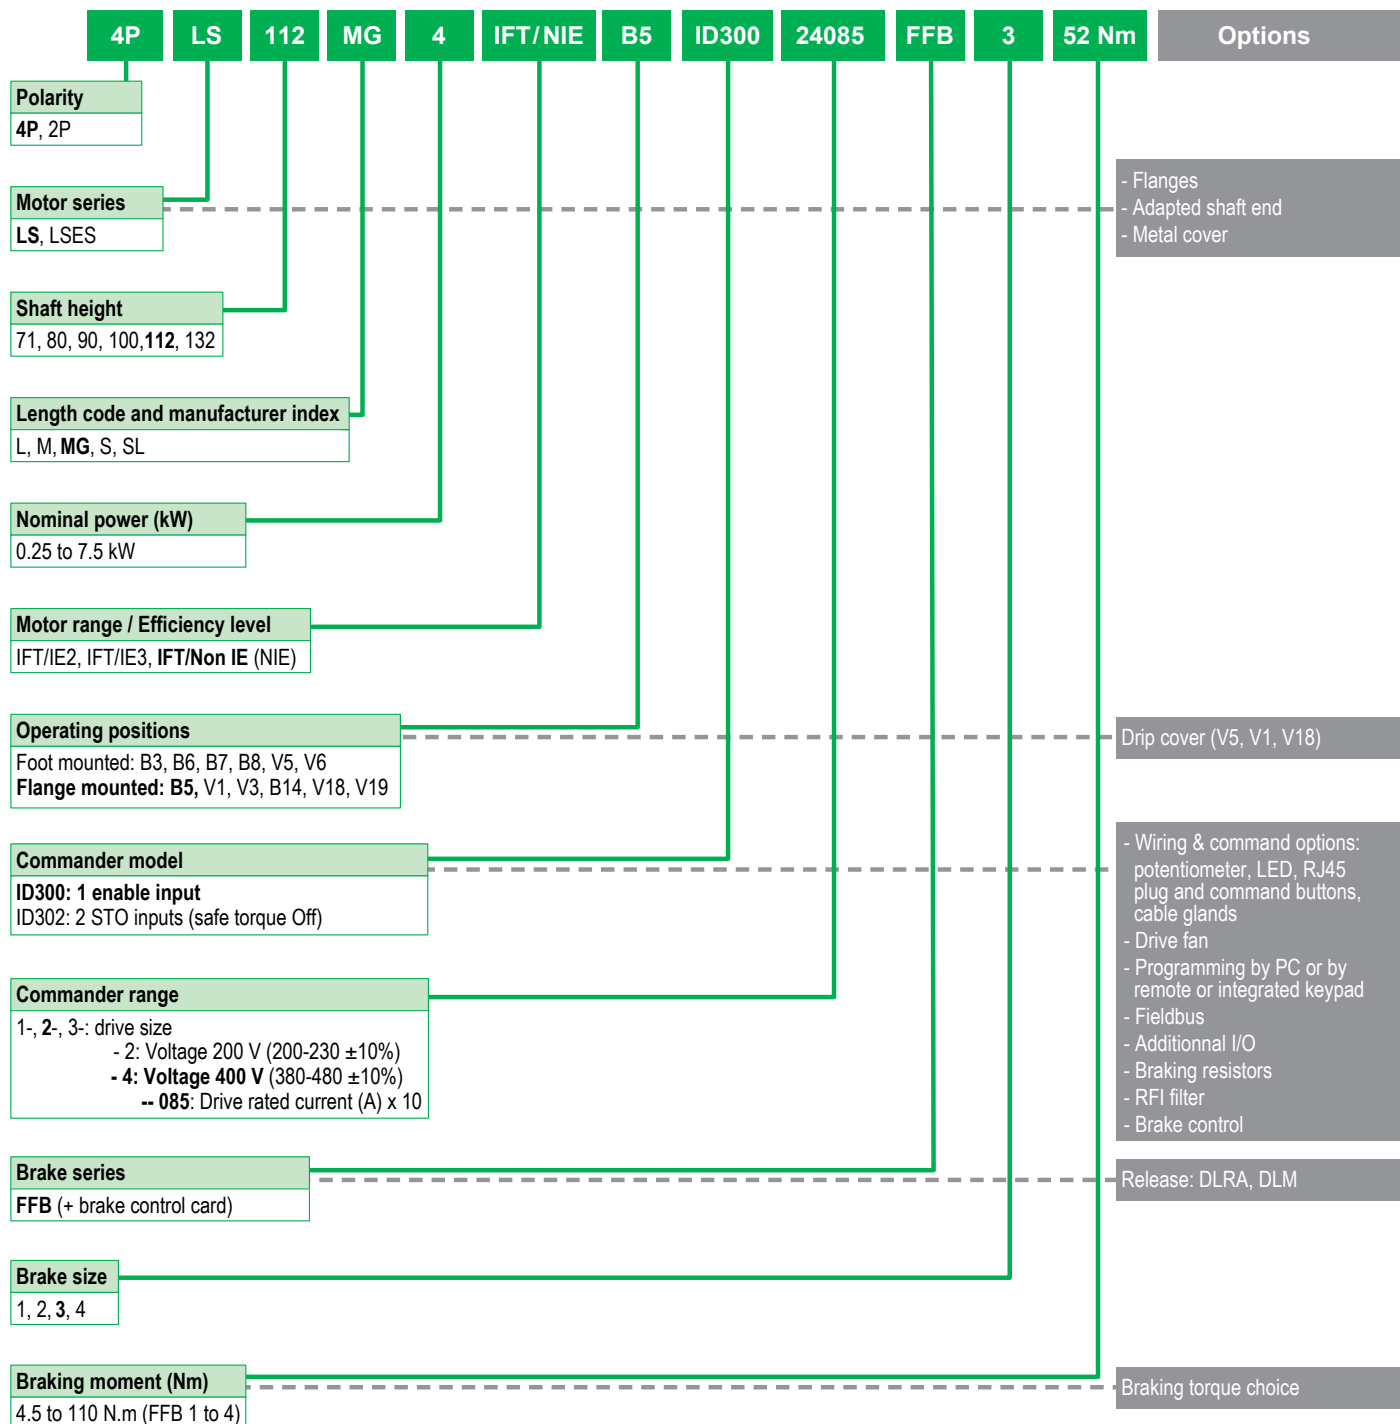 4P LS 112 MG 4 IFT/NIE B5 ID300 24085 FFB 3 52 Nm Options
Polarity
4P, 2P
Motor series
LS, LSES
- Flanges
- Adapted shaft end
- Metal cover
Shaft height
71, 80, 90, 100,112, 132
Length code and manufacturer index
L, M, MG, S, SL
Nominal power (kW)
0.25 to 7.5 kW
Motor range / Efficiency level
IFT/IE2, IFT/IE3, IFT/Non IE (NIE)
Operating positions
Foot mounted: B3, B6, B7, B8, V5, V6
Flange mounted: B5, V1, V3, B14, V18, V19
Drip cover (V5, V1, V18)
Commander model
ID300: 1 enable input
ID302: 2 STO inputs (safe torque Off)
- Wiring & command options:
potentiometer, LED, RJ45
plug and command buttons,
cable glands
- Drive fan
- Programming by PC or by
remote or integrated keypad
- Fieldbus
- Additionnal I/O
- Braking resistors
- RFI filter
- Brake control
Commander range
1-, 2-, 3-: drive size
- 2: Voltage 200 V (200-230 ±10%)
- 4: Voltage 400 V (380-480 ±10%)
-- 085: Drive rated current (A) x 10
Brake series
FFB (+ brake control card)
Release: DLRA, DLM
Brake size
1, 2, 3, 4
Braking moment (Nm)
4.5 to 110 N.m (FFB 1 to 4)
Braking torque choice